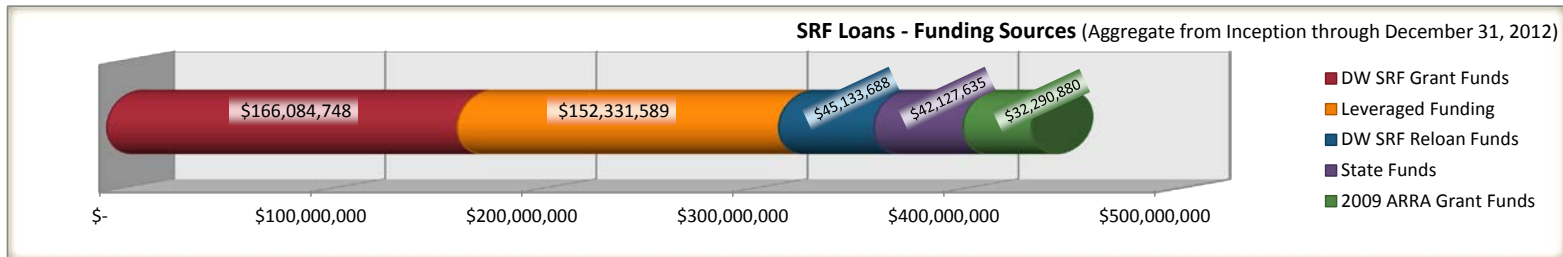 SRF Loans - Funding Sources (Aggregate from Inception through December 31, 2012)
$166,084,748
$152,331,589
$45,133,688
$42,127,635
$32,290,880
DW SRF Grant Funds
Leveraged Funding
DW SRF Reloan Funds
State Funds
2009 ARRA Grant Funds
$- $100,000,000 $200,000,000 $300,000,000 $400,000,000 $500,000,000